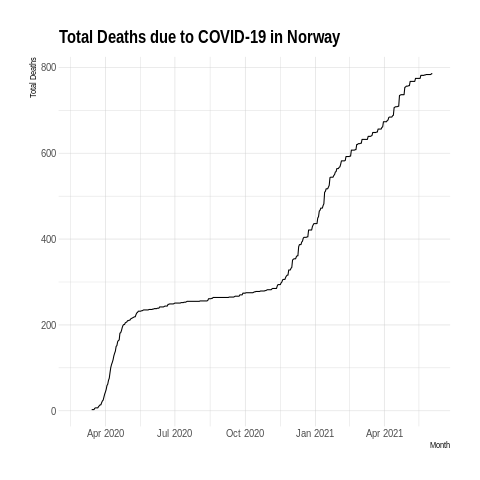 Total Deaths due to COVID-19 in Norway
Total Deaths
800
600
400
200
0
Apr 2020 Jul 2020 Oct 2020 Jan 2021 Apr 2021
Month